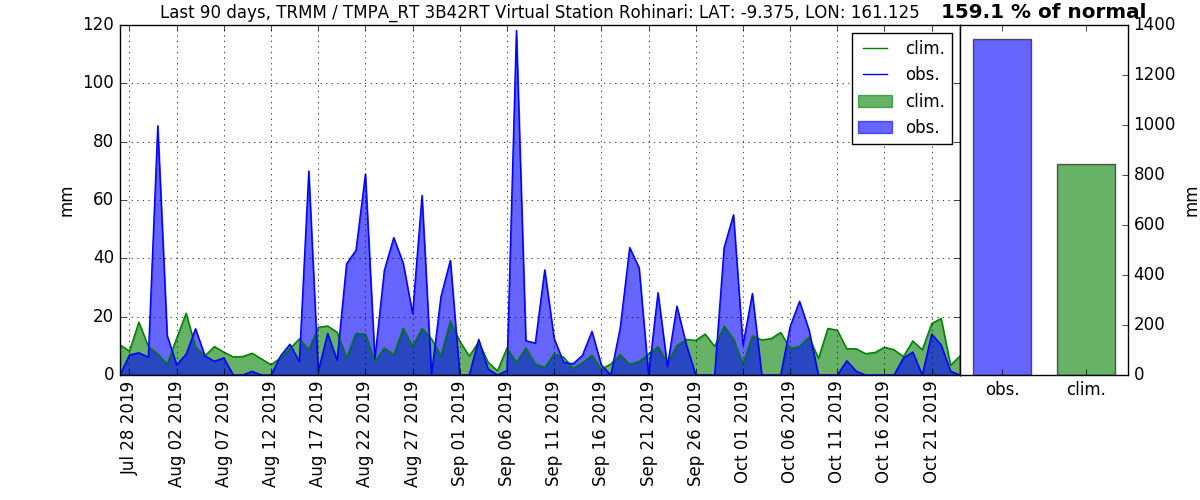 Last 90 days, TRMM / TMPA_RT 3B42RT Virtual Station Rohinari: LAT: -9.375, LON: 161.125
159.1 % of normal
120
100
80
60
40
20
0
mm
clim.
obs.
clim.
obs.
Jul 28 2019
Aug 02 2019
Aug 07 2019
Aug 12 2019
Aug 17 2019
Aug 22 2019
Aug 27 2019
Sep 01 2019
Sep 06 2019
Sep 11 2019
Sep 16 2019
Sep 21 2019
Sep 26 2019
Oct 01 2019
Oct 06 2019
Oct 11 2019
Oct 16 2019
Oct 21 2019
1400
1200
1000
800
600
400
200
0
mm
obs.
clim.